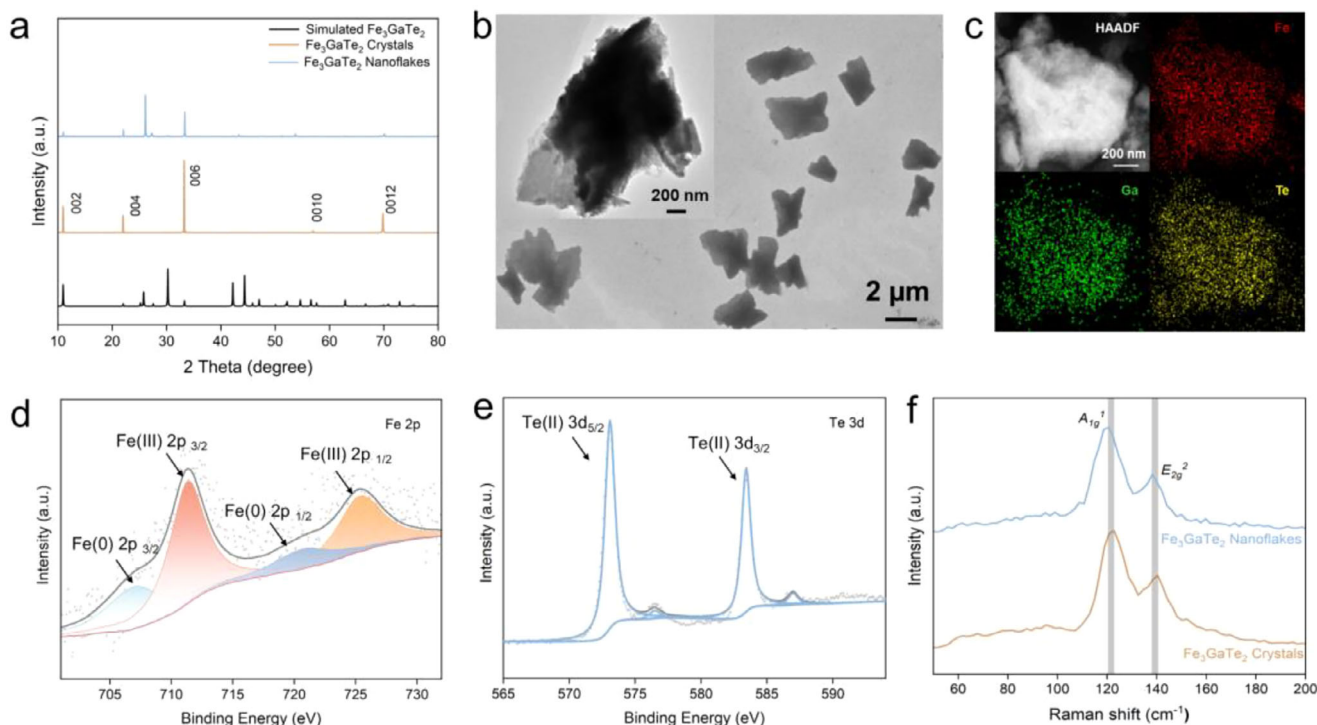 a
Simulated Fe₃GaTe₂
Fe₃GaTe₂ Crystals
Fe₃GaTe₂ Nanoflakes
002
004
006
0010
0012
Intensity (a.u.)
10 20 30 40 50 60 70 80
2 Theta (degree)
b
200 nm
2 μm
c
HAADF
Fe
200 nm
Ga
Te
d
Fe 2p
Fe(III) 2p 3/2
Fe(III) 2p 1/2
Fe(0) 2p 1/2
Fe(0) 2p 3/2
Intensity (a.u.)
705 710 715 720 725 730
Binding Energy (eV)
e
Te 3d
Te(II) 3d5/2
Te(II) 3d3/2
Intensity (a.u.)
565 570 575 580 585 590
Binding Energy (eV)
f
A1g¹
E2g²
Fe₃GaTe₂ Nanoflakes
Fe₃GaTe₂ Crystals
Intensity (a.u.)
60 80 100 120 140 160 180 200
Raman shift (cm⁻¹)